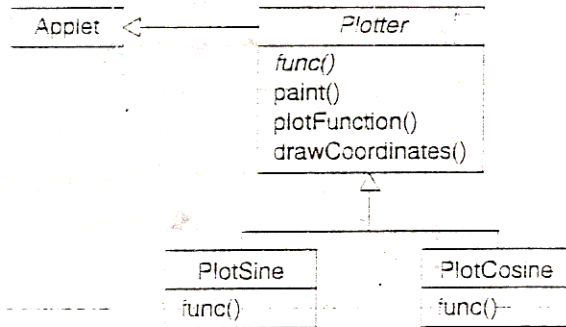 Applet
Plotter
func()
paint()
plotFunction()
drawCoordinates()
PlotSine
func()
PlotCosine
func()